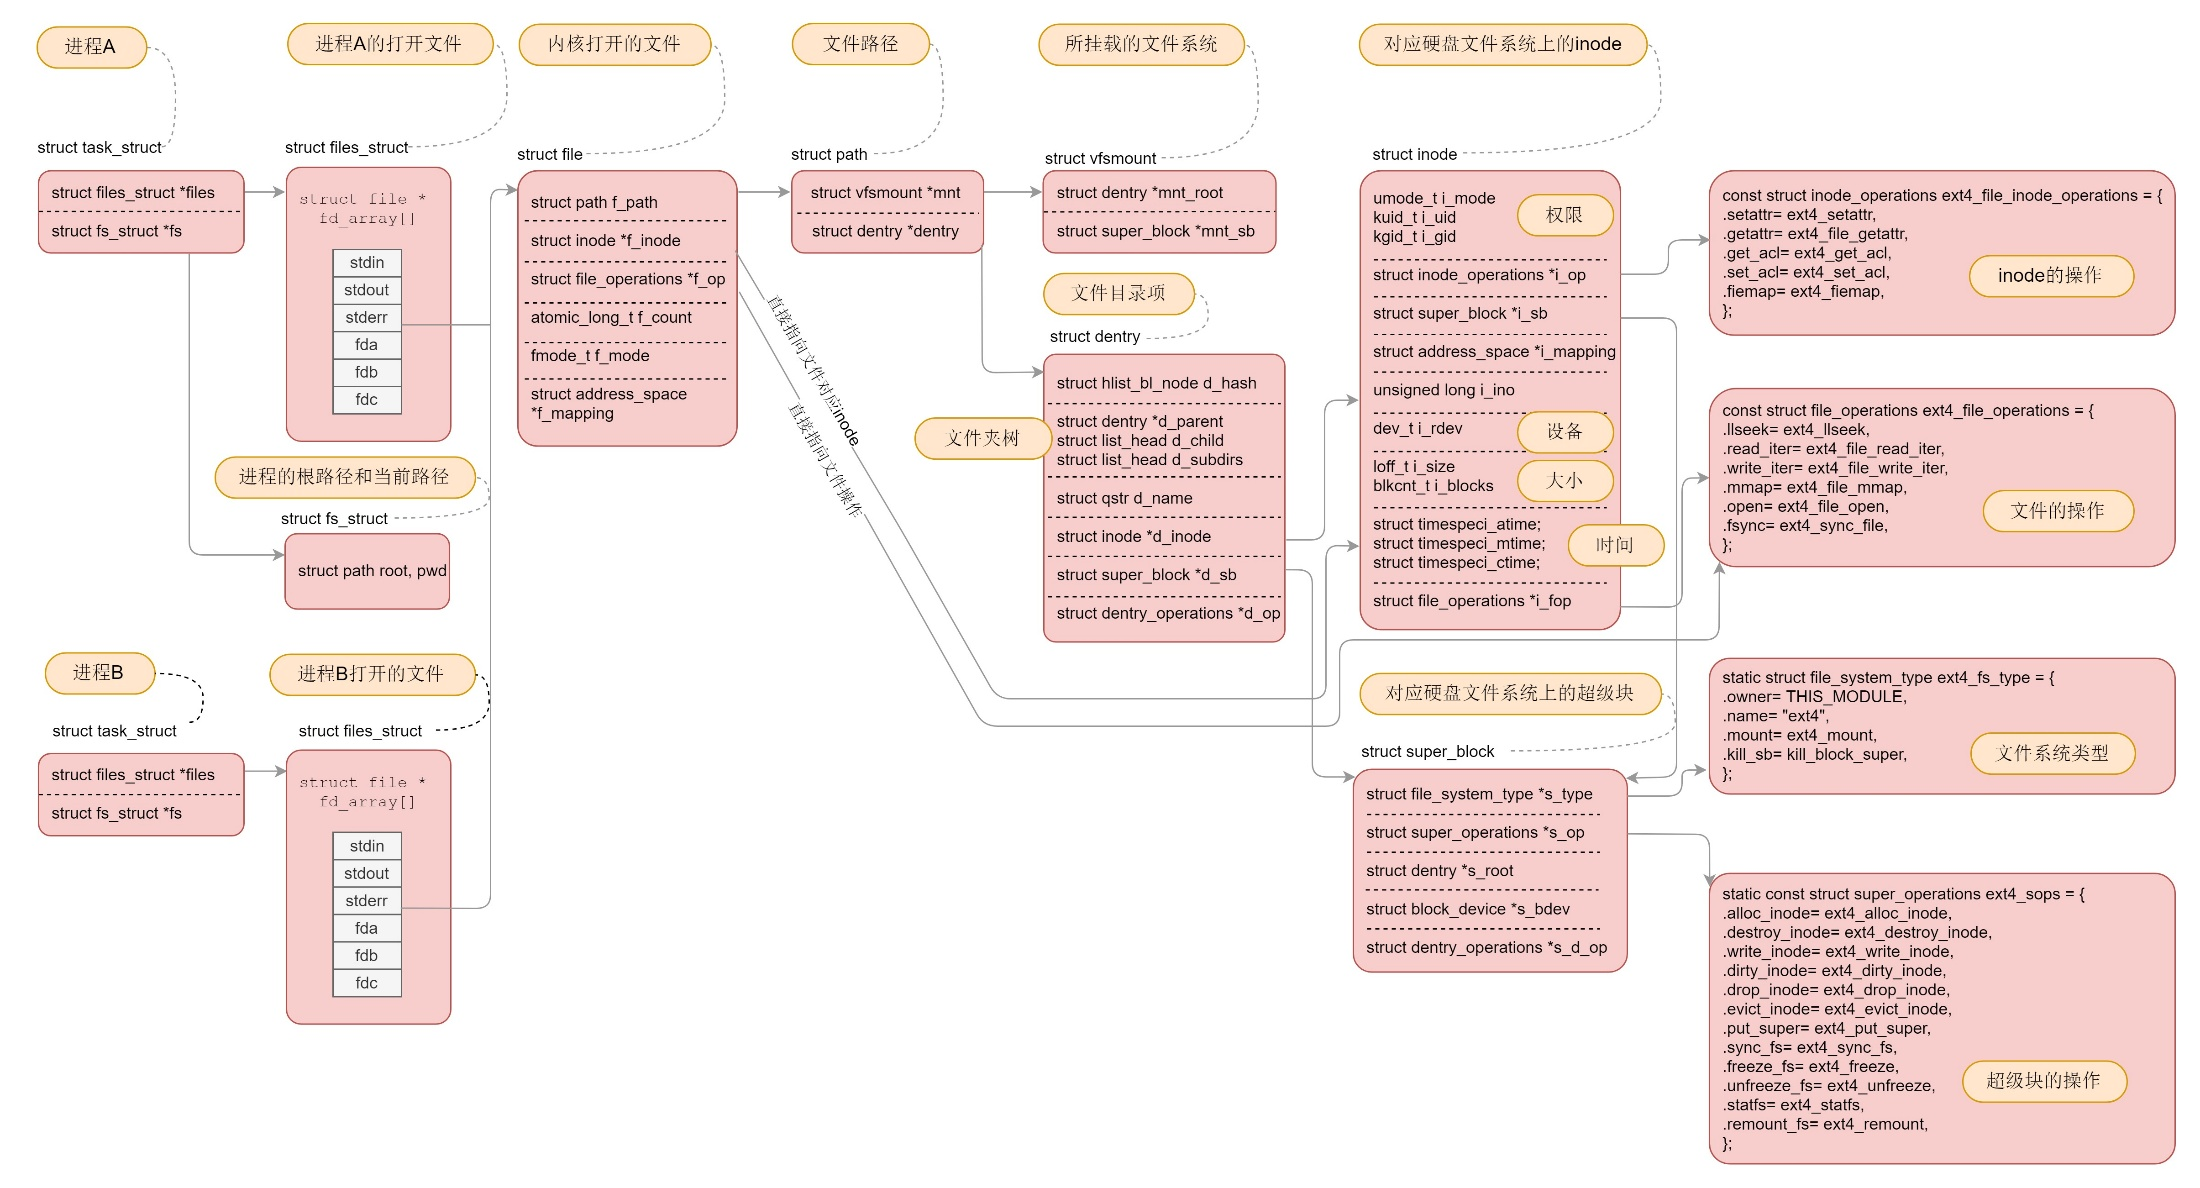 进程A
进程A的打开文件
内核打开的文件
文件路径
所挂载的文件系统
对应硬盘文件系统上的inode
struct task_struct
struct files_struct *files
struct fs_struct *fs
struct files_struct
struct file *
fd_array[]
stdin
stdout
stderr
fda
fdb
fdc
进程的根路径和当前路径
struct fs_struct
struct path root, pwd
struct file
struct path f_path
struct inode *f_inode
struct file_operations *f_op
atomic_long_t f_count
fmode_t f_mode
struct address_space
*f_mapping
直接指向文件对应inode
直接指向文件操作
struct path
struct vfsmount *mnt
struct dentry *dentry
struct vfsmount
struct dentry *mnt_root
struct super_block *mnt_sb
文件目录项
struct dentry
文件夹树
struct hlist_bl_node d_hash
struct dentry *d_parent
struct list_head d_child
struct list_head d_subdirs
struct qstr d_name
struct inode *d_inode
struct super_block *d_sb
struct dentry_operations *d_op
struct inode
umode_t i_mode
kuid_t i_uid
kgid_t i_gid
权限
struct inode_operations *i_op
struct super_block *i_sb
struct address_space *i_mapping
unsigned long i_ino
dev_t i_rdev
设备
loff_t i_size
blkcnt_t i_blocks
大小
struct timespeci_atime;
struct timespeci_mtime;
struct timespeci_ctime;
时间
struct file_operations *i_fop
const struct inode_operations ext4_file_inode_operations = {
.setattr= ext4_setattr,
.getattr= ext4_file_getattr,
.get_acl= ext4_get_acl,
.set_acl= ext4_set_acl,
.fiemap= ext4_fiemap,
};
inode的操作
const struct file_operations ext4_file_operations = {
.llseek= ext4_llseek,
.read_iter= ext4_file_read_iter,
.write_iter= ext4_file_write_iter,
.mmap= ext4_file_mmap,
.open= ext4_file_open,
.fsync= ext4_sync_file,
};
文件的操作
进程B
进程B打开的文件
struct task_struct
struct files_struct *files
struct fs_struct *fs
struct files_struct
struct file *
fd_array[]
stdin
stdout
stderr
fda
fdb
fdc
对应硬盘文件系统上的超级块
struct super_block
struct file_system_type *s_type
struct super_operations *s_op
struct dentry *s_root
struct block_device *s_bdev
struct dentry_operations *s_d_op
static struct file_system_type ext4_fs_type = {
.owner= THIS_MODULE,
.name= "ext4",
.mount= ext4_mount,
.kill_sb= kill_block_super,
};
文件系统类型
static const struct super_operations ext4_sops = {
.alloc_inode= ext4_alloc_inode,
.destroy_inode= ext4_destroy_inode,
.write_inode= ext4_write_inode,
.dirty_inode= ext4_dirty_inode,
.drop_inode= ext4_drop_inode,
.evict_inode= ext4_evict_inode,
.put_super= ext4_put_super,
.sync_fs= ext4_sync_fs,
.freeze_fs= ext4_freeze,
.unfreeze_fs= ext4_unfreeze,
.statfs= ext4_statfs,
.remount_fs= ext4_remount,
};
超级块的操作